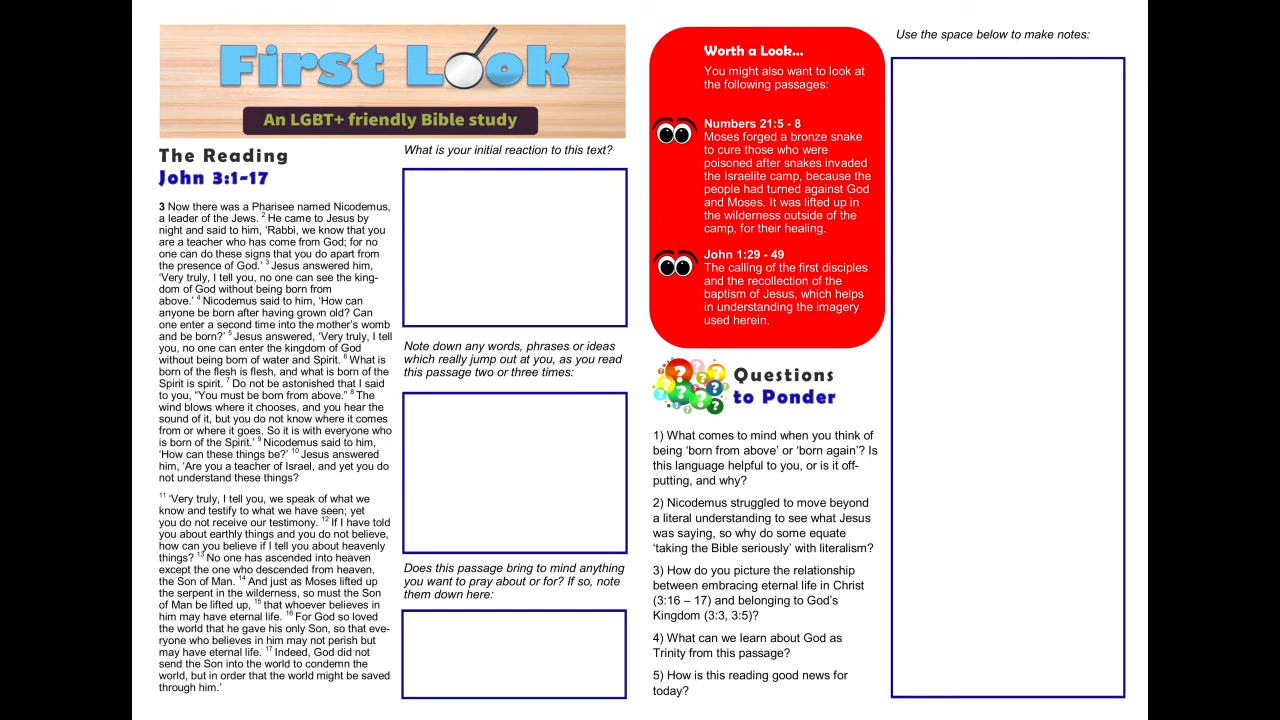 First Look
An LGBT+ friendly Bible study
The Reading
John 3:1-17
3 Now there was a Pharisee named Nicodemus,
a leader of the Jews. 2 He came to Jesus by
night and said to him, ‘Rabbi, we know that you
are a teacher who has come from God; for no
one can do these signs that you do apart from
the presence of God.’ 3 Jesus answered him,
‘Very truly, I tell you, no one can see the king-
dom of God without being born from
above.’ 4 Nicodemus said to him, ‘How can
anyone be born after having grown old? Can
one enter a second time into the mother’s womb
and be born?’ 5 Jesus answered, ‘Very truly, I tell
you, no one can enter the kingdom of God
without being born of water and Spirit. 6 What is
born of the flesh is flesh, and what is born of the
Spirit is spirit. 7 Do not be astonished that I said
to you, “You must be born from above.” 8 The
wind blows where it chooses, and you hear the
sound of it, but you do not know where it comes
from or where it goes. So it is with everyone who
is born of the Spirit.’ 9 Nicodemus said to him,
‘How can these things be?’ 10 Jesus answered
him, ‘Are you a teacher of Israel, and yet you do
not understand these things?
11 ‘Very truly, I tell you, we speak of what we
know and testify to what we have seen; yet
you do not receive our testimony. 12 If I have told
you about earthly things and you do not believe,
how can you believe if I tell you about heavenly
things? 13 No one has ascended into heaven
except the one who descended from heaven,
the Son of Man. 14 And just as Moses lifted up
the serpent in the wilderness, so must the Son
of Man be lifted up, 15 that whoever believes in
him may have eternal life. 16 For God so loved
the world that he gave his only Son, so that eve-
ryone who believes in him may not perish but
may have eternal life. 17 Indeed, God did not
send the Son into the world to condemn the
world, but in order that the world might be saved
through him.’
What is your initial reaction to this text?
Note down any words, phrases or ideas
which really jump out at you, as you read
this passage two or three times:
Does this passage bring to mind anything
you want to pray about or for? If so, note
them down here:
Worth a Look...
You might also want to look at
the following passages:
Numbers 21:5 - 8
Moses forged a bronze snake
to cure those who were
poisoned after snakes invaded
the Israelite camp, because the
people had turned against God
and Moses. It was lifted up in
the wilderness outside of the
camp, for their healing.
John 1:29 - 49
The calling of the first disciples
and the recollection of the
baptism of Jesus, which helps
in understanding the imagery
used herein.
Questions
to Ponder
1) What comes to mind when you think of
being ‘born from above’ or ‘born again’? Is
this language helpful to you, or is it off-
putting, and why?
2) Nicodemus struggled to move beyond
a literal understanding to see what Jesus
was saying, so why do some equate
‘taking the Bible seriously’ with literalism?
3) How do you picture the relationship
between embracing eternal life in Christ
(3:16 – 17) and belonging to God’s
Kingdom (3:3, 3:5)?
4) What can we learn about God as
Trinity from this passage?
5) How is this reading good news for
today?
Use the space below to make notes: